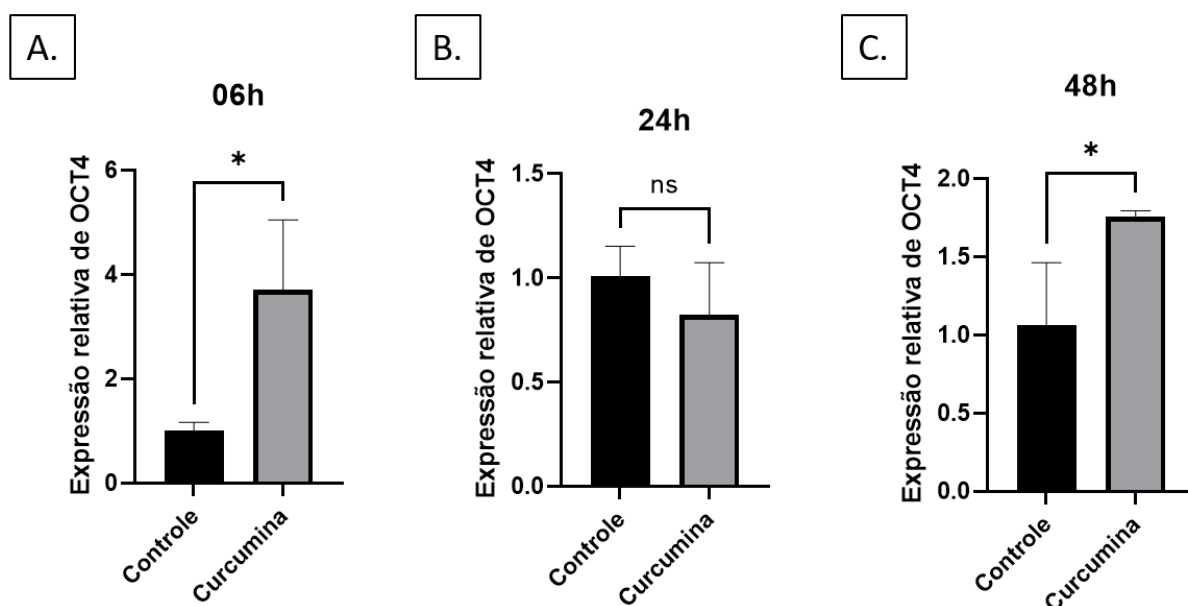 A.
06h
Expressão relativa de OCT4
6
4
2
0
*
Controle
Curcumina
B.
24h
Expressão relativa de OCT4
1.5
1.0
0.5
0.0
ns
Controle
Curcumina
C.
48h
Expressão relativa de OCT4
2.0
1.5
1.0
0.5
0.0
*
Controle
Curcumina